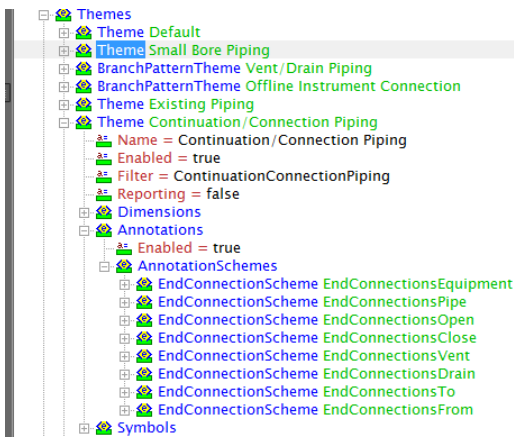 Themes
Theme Default
Theme Small Bore Piping
BranchPatternTheme Vent/Drain Piping
BranchPatternTheme Offline Instrument Connection
Theme Existing Piping
Theme Continuation/Connection Piping
Name = Continuation/Connection Piping
Enabled = true
Filter = ContinuationConnectionPiping
Reporting = false
Dimensions
Annotations
Enabled = true
AnnotationSchemes
EndConnectionScheme EndConnectionsEquipment
EndConnectionScheme EndConnectionsPipe
EndConnectionScheme EndConnectionsOpen
EndConnectionScheme EndConnectionsClose
EndConnectionScheme EndConnectionsVent
EndConnectionScheme EndConnectionsDrain
EndConnectionScheme EndConnectionsTo
EndConnectionScheme EndConnectionsFrom
Symbols